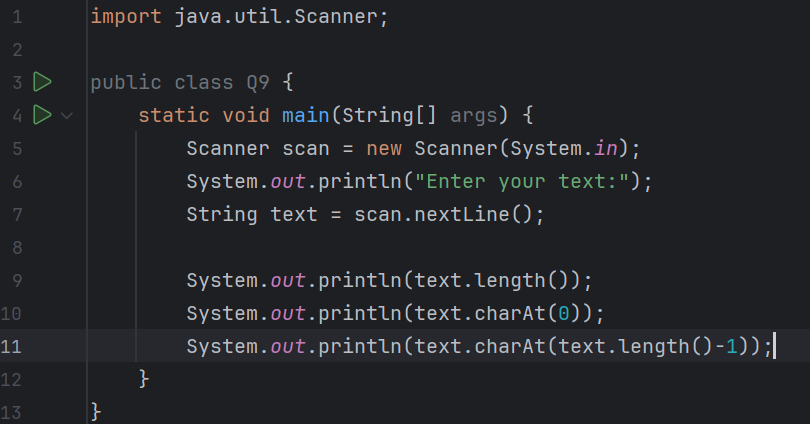 1 import java.util.Scanner;
2
3 public class Q9 {
4     static void main(String[] args) {
5         Scanner scan = new Scanner(System.in);
6         System.out.println("Enter your text:");
7         String text = scan.nextLine();
8
9         System.out.println(text.length());
10         System.out.println(text.charAt(0));
11         System.out.println(text.charAt(text.length()-1));
12     }
13 }